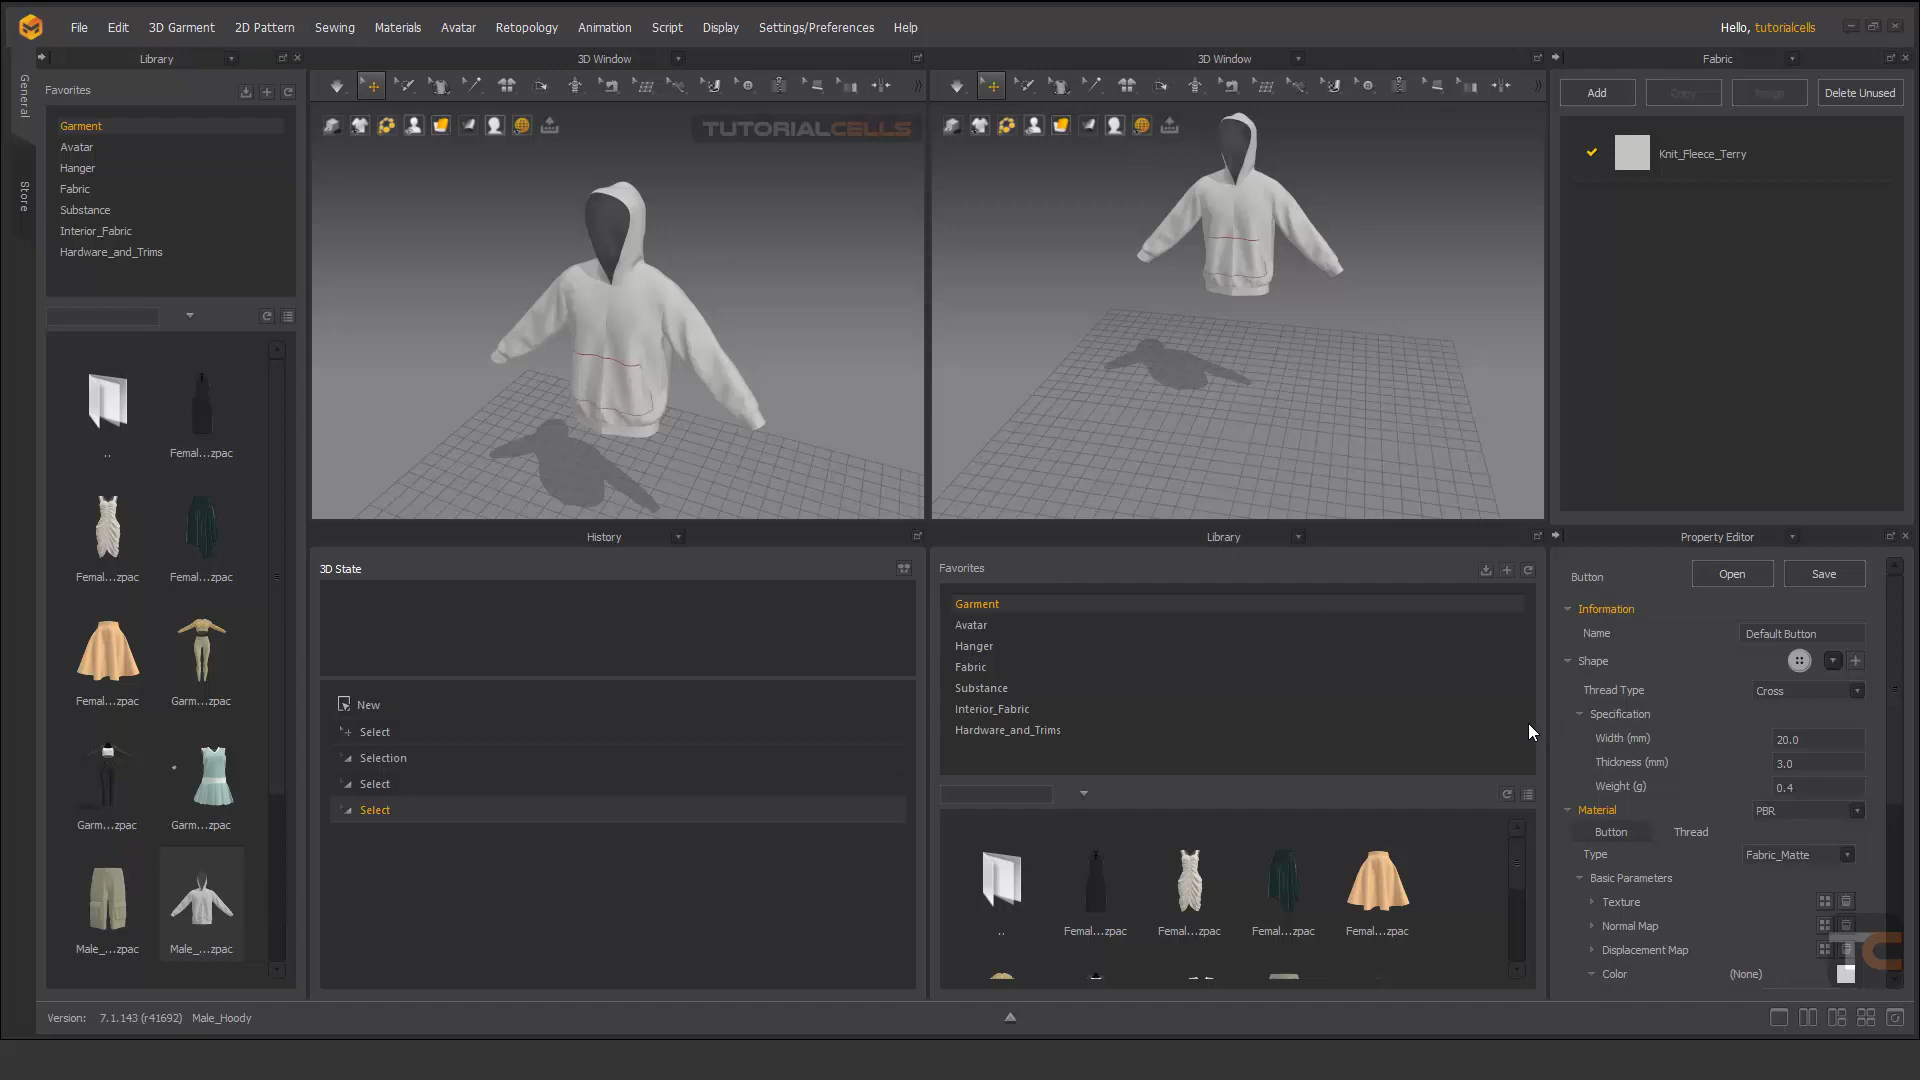 File Edit 3D Garment 2D Pattern Sewing Materials Avatar Retopology Animation Script Display Settings/Preferences Help
Hello, tutorialcells
Library
3D Window
3D Window
Fabric
General
Store
Favorites
Garment
Avatar
Hanger
Fabric
Substance
Interior_Fabric
Hardware_and_Trims
TUTORIALCELLS
Add Copy Assign Delete Unused
Knit_Fleece_Terry
..
Femal...zpac
Femal...zpac
Femal...zpac
Femal...zpac
Garm...zpac
Garm...zpac
Garm...zpac
Male_...zpac
Male_...zpac
History
3D State
New
Select
Selection
Select
Select
Library
Favorites
Garment
Avatar
Hanger
Fabric
Substance
Interior_Fabric
Hardware_and_Trims
..
Femal...zpac
Femal...zpac
Femal...zpac
Femal...zpac
Property Editor
Button Open Save
Information
Name Default Button
Shape
Thread Type Cross
Specification
Width (mm) 20.0
Thickness (mm) 3.0
Weight (g) 0.4
Material PBR
Button Thread
Type Fabric_Matte
Basic Parameters
Texture
Normal Map
Displacement Map
Color (None)
TC
Version: 7.1.143 (r41692) Male_Hoody